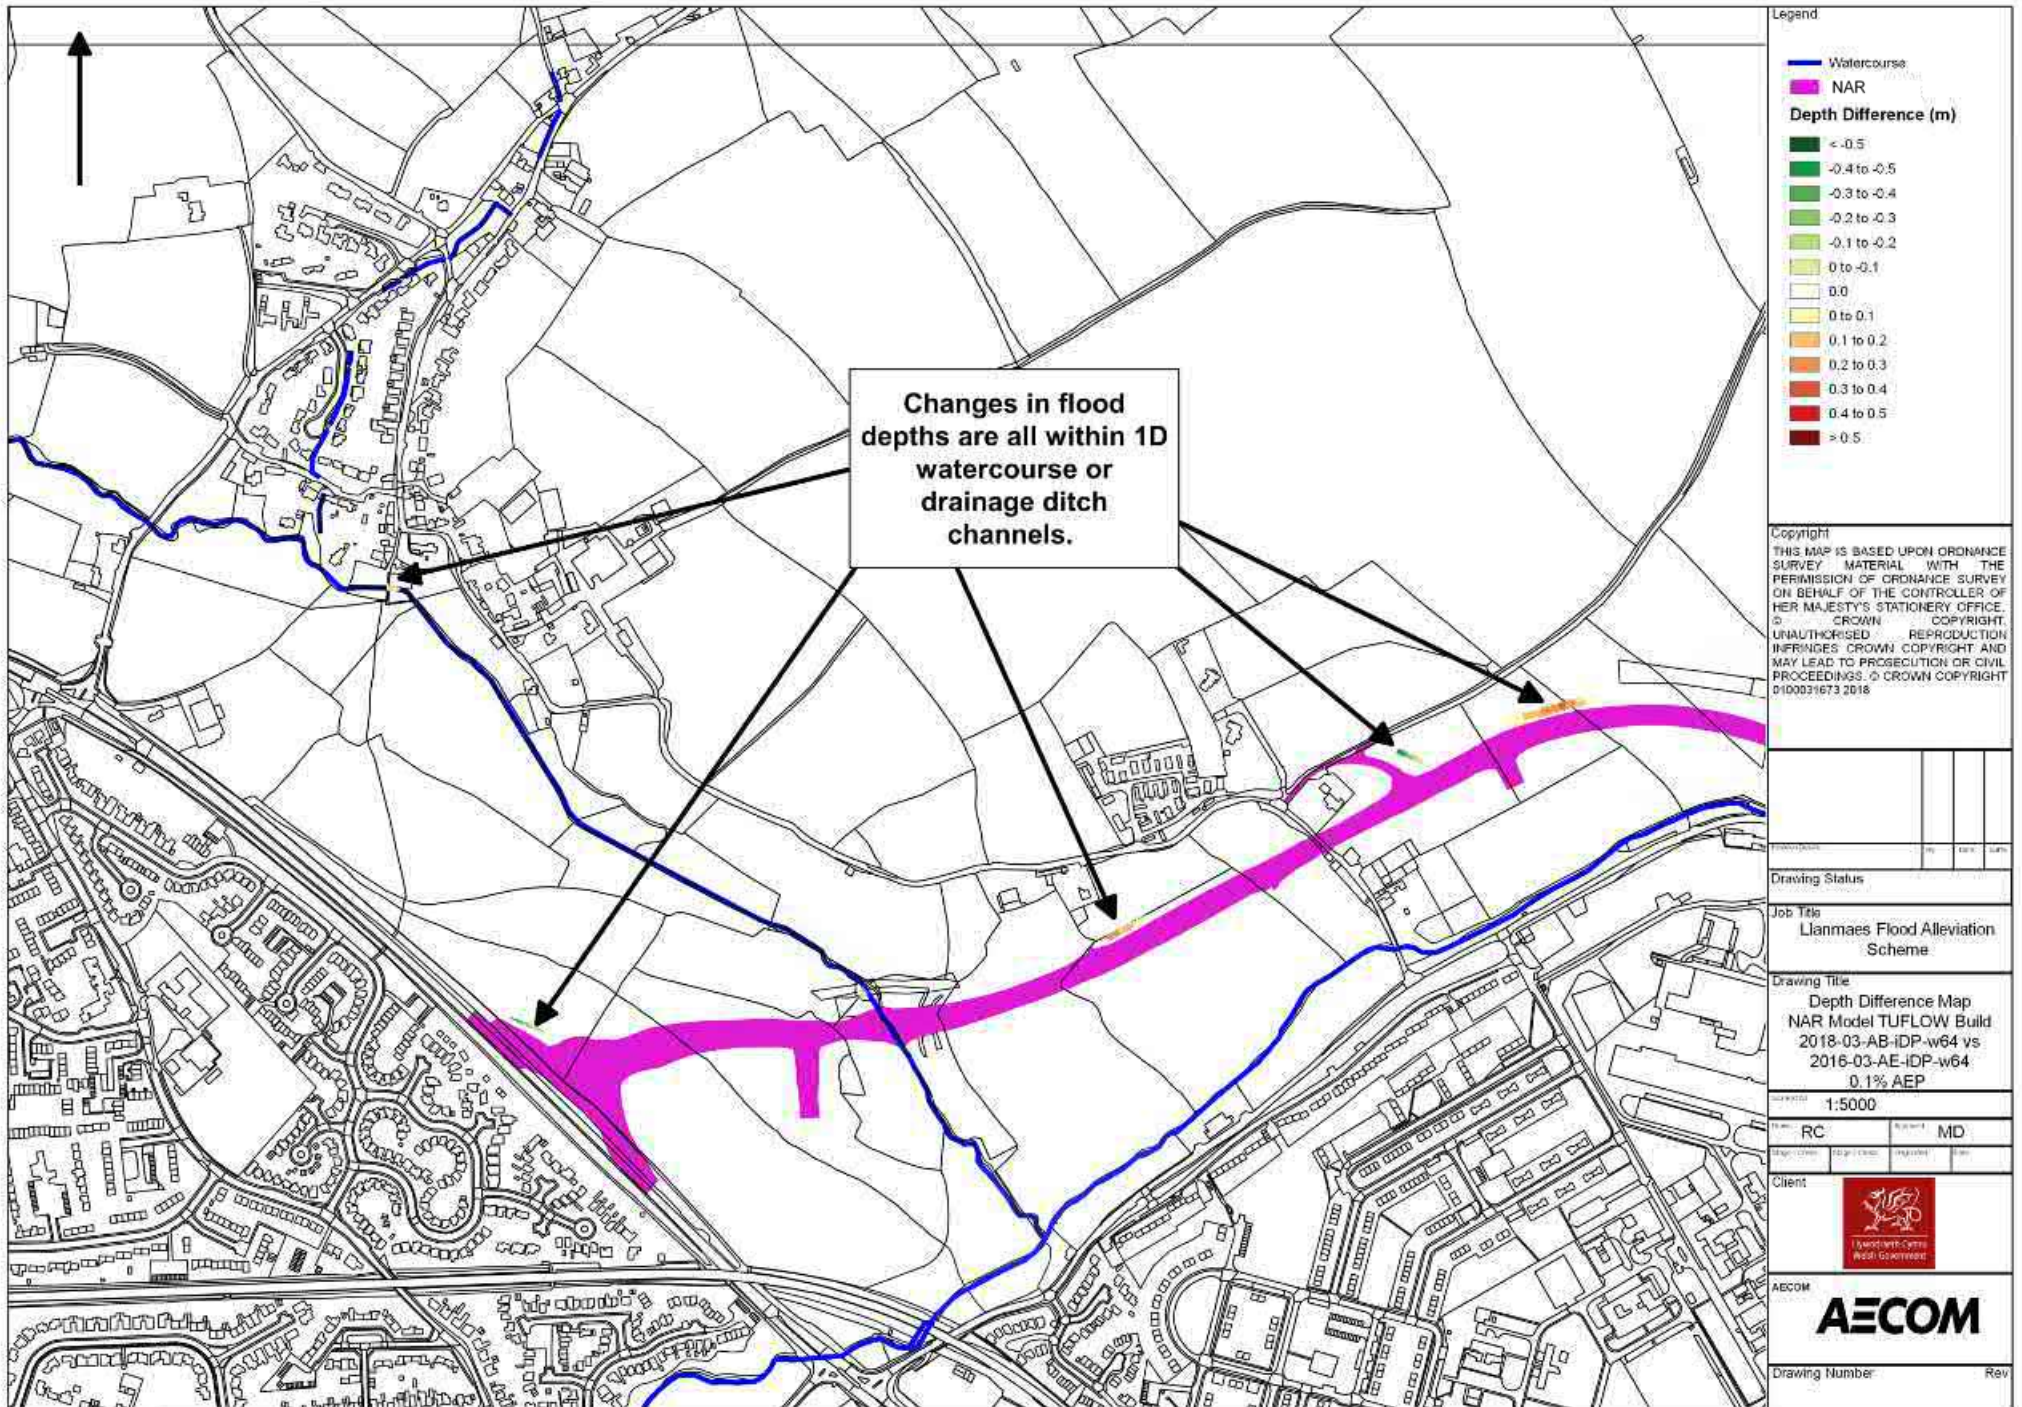 Changes in flood
depths are all within 1D
watercourse or
drainage ditch
channels.
Legend
Watercourse
NAR
Depth Difference (m)
< -0.5
-0.4 to -0.5
-0.3 to -0.4
-0.2 to -0.3
-0.1 to -0.2
0 to -0.1
0.0
0 to 0.1
0.1 to 0.2
0.2 to 0.3
0.3 to 0.4
0.4 to 0.5
> 0.5
Copyright
THIS MAP IS BASED UPON ORDNANCE
SURVEY MATERIAL WITH THE
PERMISSION OF ORDNANCE SURVEY
ON BEHALF OF THE CONTROLLER OF
HER MAJESTY'S STATIONERY OFFICE.
© CROWN COPYRIGHT.
UNAUTHORISED REPRODUCTION
INFRINGES CROWN COPYRIGHT AND
MAY LEAD TO PROSECUTION OR CIVIL
PROCEEDINGS. © CROWN COPYRIGHT
0100031673 2018
Drawing Status
Job Title
Llanmaes Flood Alleviation
Scheme
Drawing Title
Depth Difference Map
NAR Model TUFLOW Build
2018-03-AB-iDP-w64 vs
2016-03-AE-iDP-w64
0.1% AEP
1:5000
RC MD
Client
Llywodraeth Cymru
Welsh Government
AECOM
AECOM
Drawing Number Rev